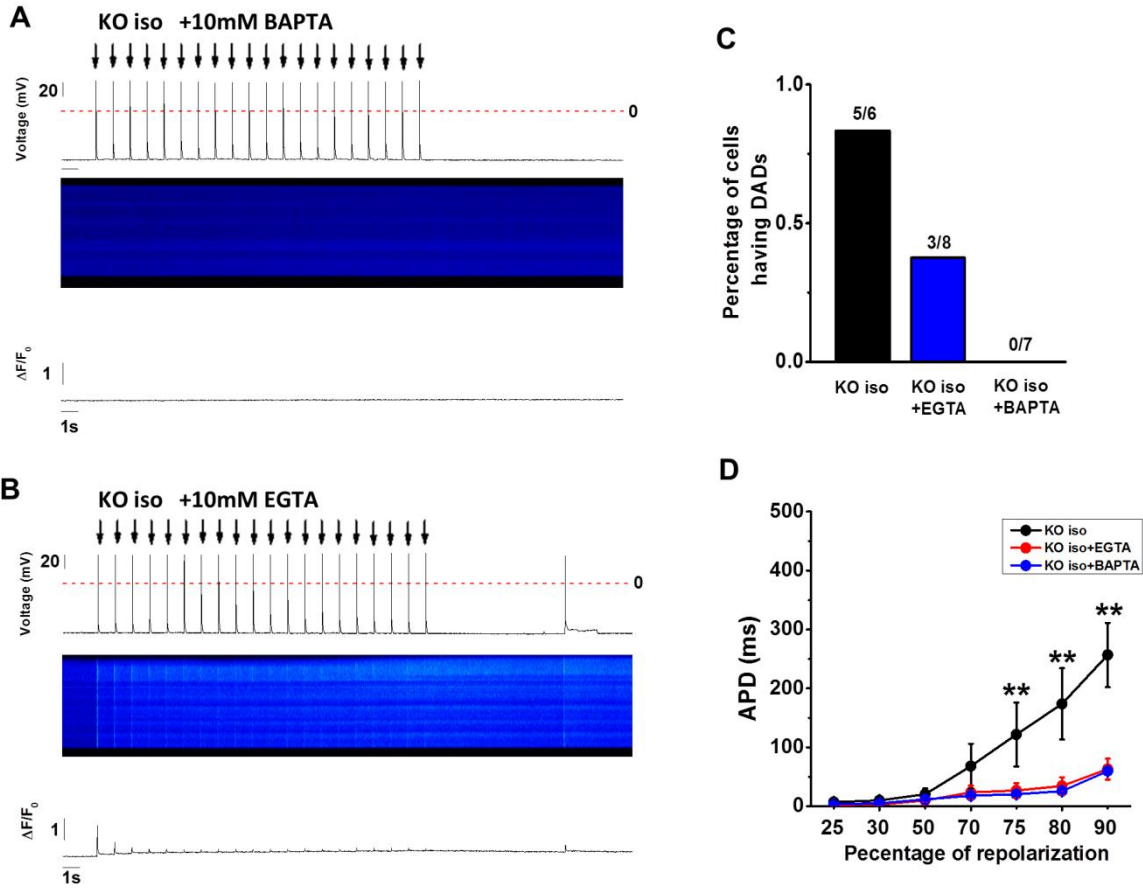 A
KO iso +10mM BAPTA
20
Voltage (mV)
0
ΔF/F0
1
1s
B
KO iso +10mM EGTA
20
Voltage (mV)
0
ΔF/F0
1
1s
C
Percentage of cells
having DADs
1.0
0.5
0.0
5/6
3/8
0/7
KO iso
KO iso
+EGTA
KO iso
+BAPTA
D
APD (ms)
500
400
300
200
100
0
KO iso
KO iso+EGTA
KO iso+BAPTA
** ** **
25 30 50 70 75 80 90
Pecentage of repolarization